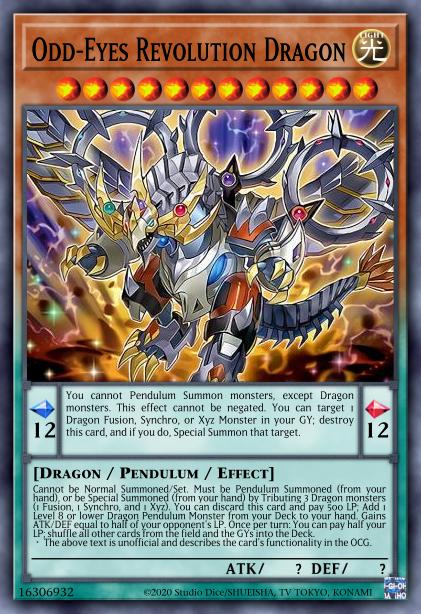 ODD-EYES REVOLUTION DRAGON
LIGHT
光
You cannot Pendulum Summon monsters, except Dragon
monsters. This effect cannot be negated. You can target 1
Dragon Fusion, Synchro, or Xyz Monster in your GY; destroy
this card, and if you do, Special Summon that target.
12
12
[DRAGON / PENDULUM / EFFECT]
Cannot be Normal Summoned/Set. Must be Pendulum Summoned (from
your hand), or be Special Summoned (from your hand) by Tributing 3 Dragon monsters
(1 Fusion, 1 Synchro, and 1 Xyz). You can discard this card and pay 500 LP; Add 1
Level 8 or lower Dragon Pendulum Monster from your Deck to your hand. Gains
ATK/DEF equal to half of your opponent's LP. Once per turn: You can pay half your
LP; shuffle all other cards from the field and the GYs into the Deck.
· The above text is unofficial and describes the card's functionality in the OCG.
ATK/ ? DEF/ ?
16306932
©2020 Studio Dice/SHUEISHA, TV TOKYO, KONAMI